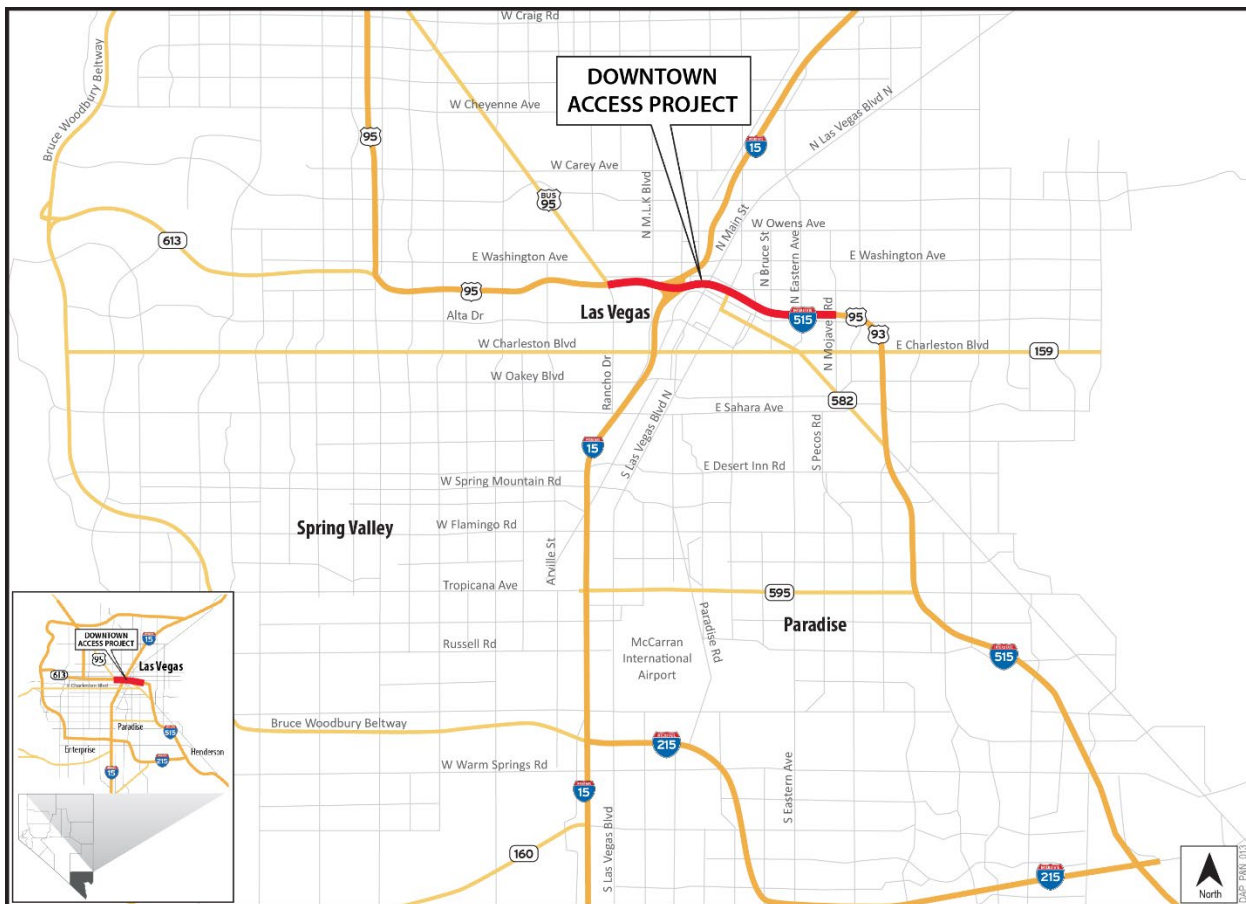 W Craig Rd
DOWNTOWN
ACCESS PROJECT
Bruce Woodbury Beltway
W Cheyenne Ave
N Las Vegas Blvd N
95
15
W Carey Ave
BUS
95
N M.L.K Blvd
N Main St
W Owens Ave
613
N Bruce St
N Eastern Ave
E Washington Ave
E Washington Ave
95
Las Vegas
Alta Dr
515
N Mojave Rd
95
93
W Charleston Blvd
E Charleston Blvd
159
W Oakey Blvd
Rancho Dr
582
E Sahara Ave
S Las Vegas Blvd N
S Pecos Rd
15
E Desert Inn Rd
W Spring Mountain Rd
Spring Valley
W Flamingo Rd
Arville St
Tropicana Ave
595
Paradise Rd
Paradise
Russell Rd
McCarran
International
Airport
515
Bruce Woodbury Beltway
215
W Warm Springs Rd
15
S Eastern Ave
S Las Vegas Blvd
160
215
North
DAP_PAN_013
DOWNTOWN
ACCESS PROJECT
15
95
Las Vegas
613
E Charleston Blvd
Paradise
515
Enterprise
Henderson
215
15